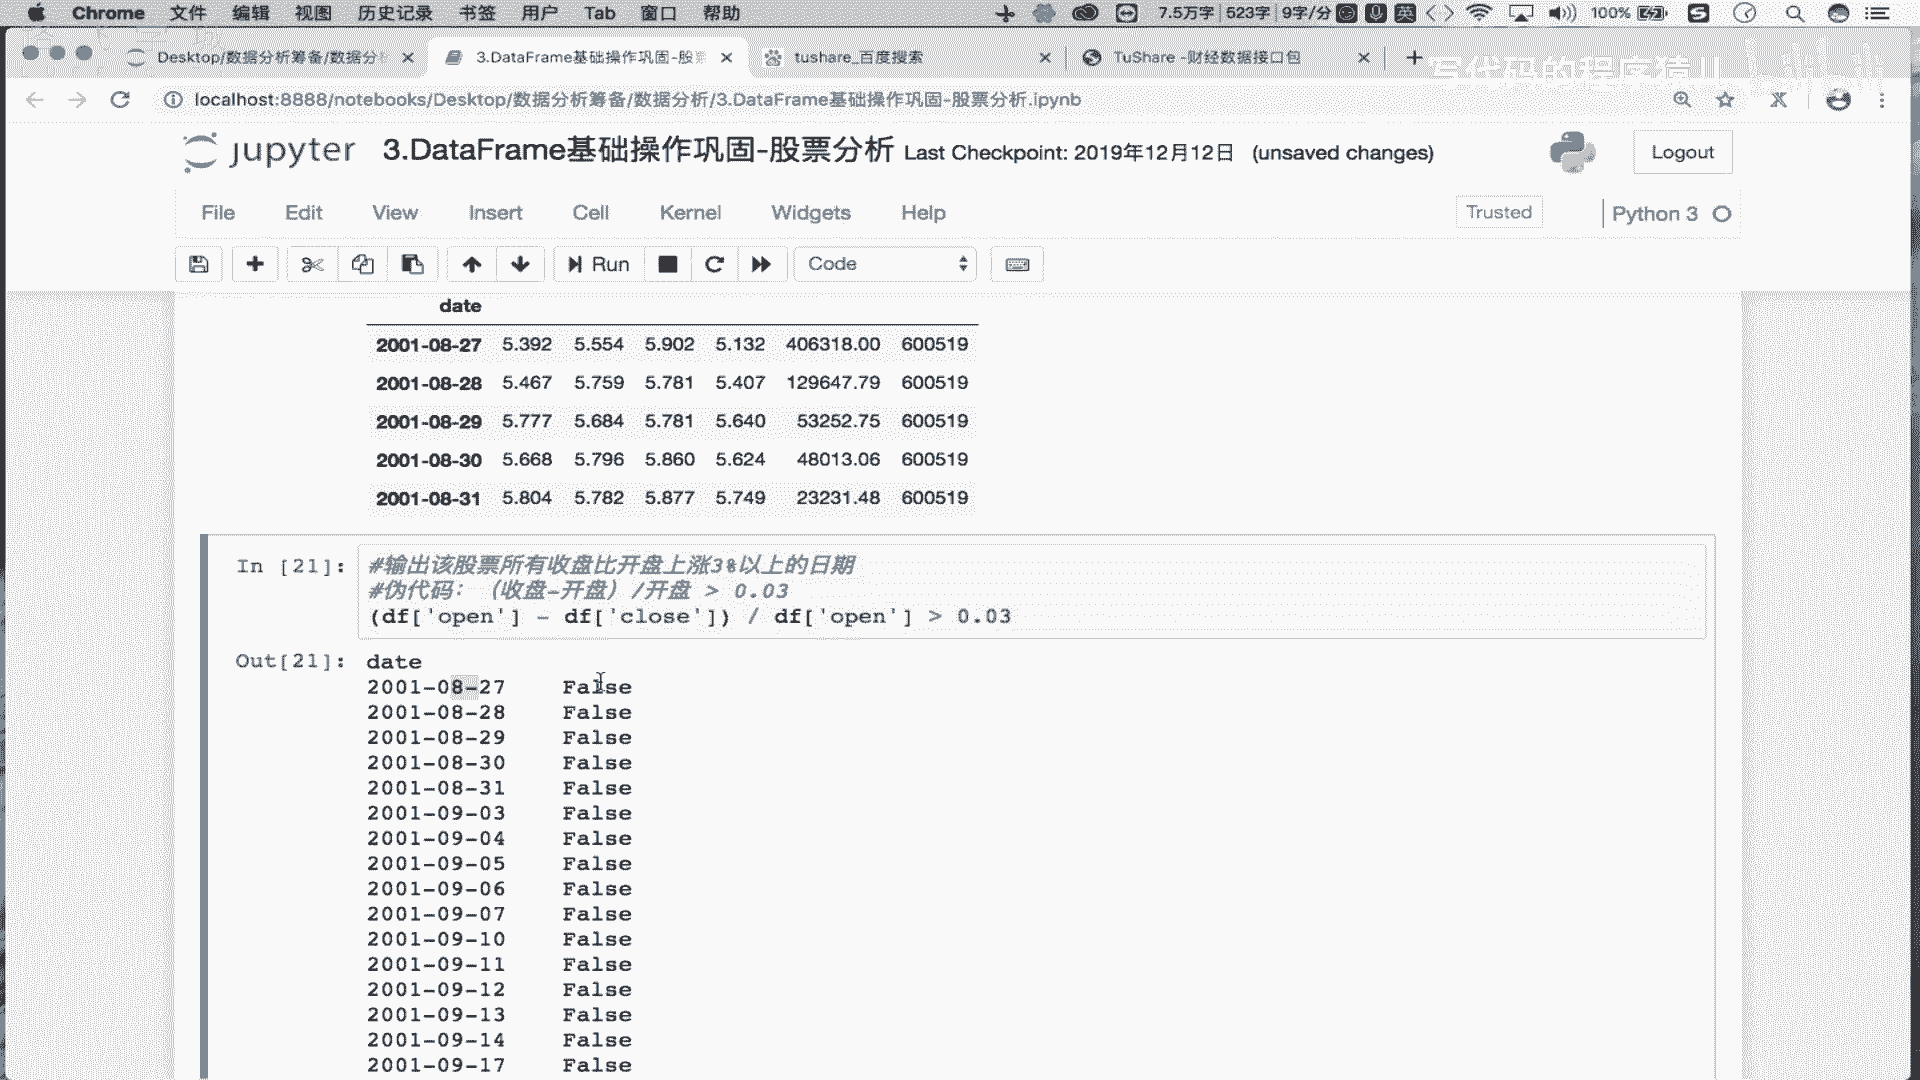 Chrome 文件 编辑 视图 历史记录 书签 用户 Tab 窗口 帮助 7.5万字 523字 9字/分 英 100%
Desktop/数据分析筹备/数据分析 3.DataFrame基础操作巩固-股票 tushare_百度搜索 TuShare -财经数据接口包
写代码的程序猿儿 bilibili
localhost:8888/notebooks/Desktop/数据分析筹备/数据分析/3.DataFrame基础操作巩固-股票分析.ipynb
jupyter 3.DataFrame基础操作巩固-股票分析 Last Checkpoint: 2019年12月12日 (unsaved changes) Logout
File Edit View Insert Cell Kernel Widgets Help Trusted Python 3
Run Code
date
2001-08-27 5.392 5.554 5.902 5.132 406318.00 600519
2001-08-28 5.467 5.759 5.781 5.407 129647.79 600519
2001-08-29 5.777 5.684 5.781 5.640 53252.75 600519
2001-08-30 5.668 5.796 5.860 5.624 48013.06 600519
2001-08-31 5.804 5.782 5.877 5.749 23231.48 600519
In [21]: #输出该股票所有收盘比开盘上涨3%以上的日期
#伪代码：（收盘-开盘）/开盘 > 0.03
(df['open'] - df['close']) / df['open'] > 0.03
Out[21]: date
2001-08-27 False
2001-08-28 False
2001-08-29 False
2001-08-30 False
2001-08-31 False
2001-09-03 False
2001-09-04 False
2001-09-05 False
2001-09-06 False
2001-09-07 False
2001-09-10 False
2001-09-11 False
2001-09-12 False
2001-09-13 False
2001-09-14 False
2001-09-17 False